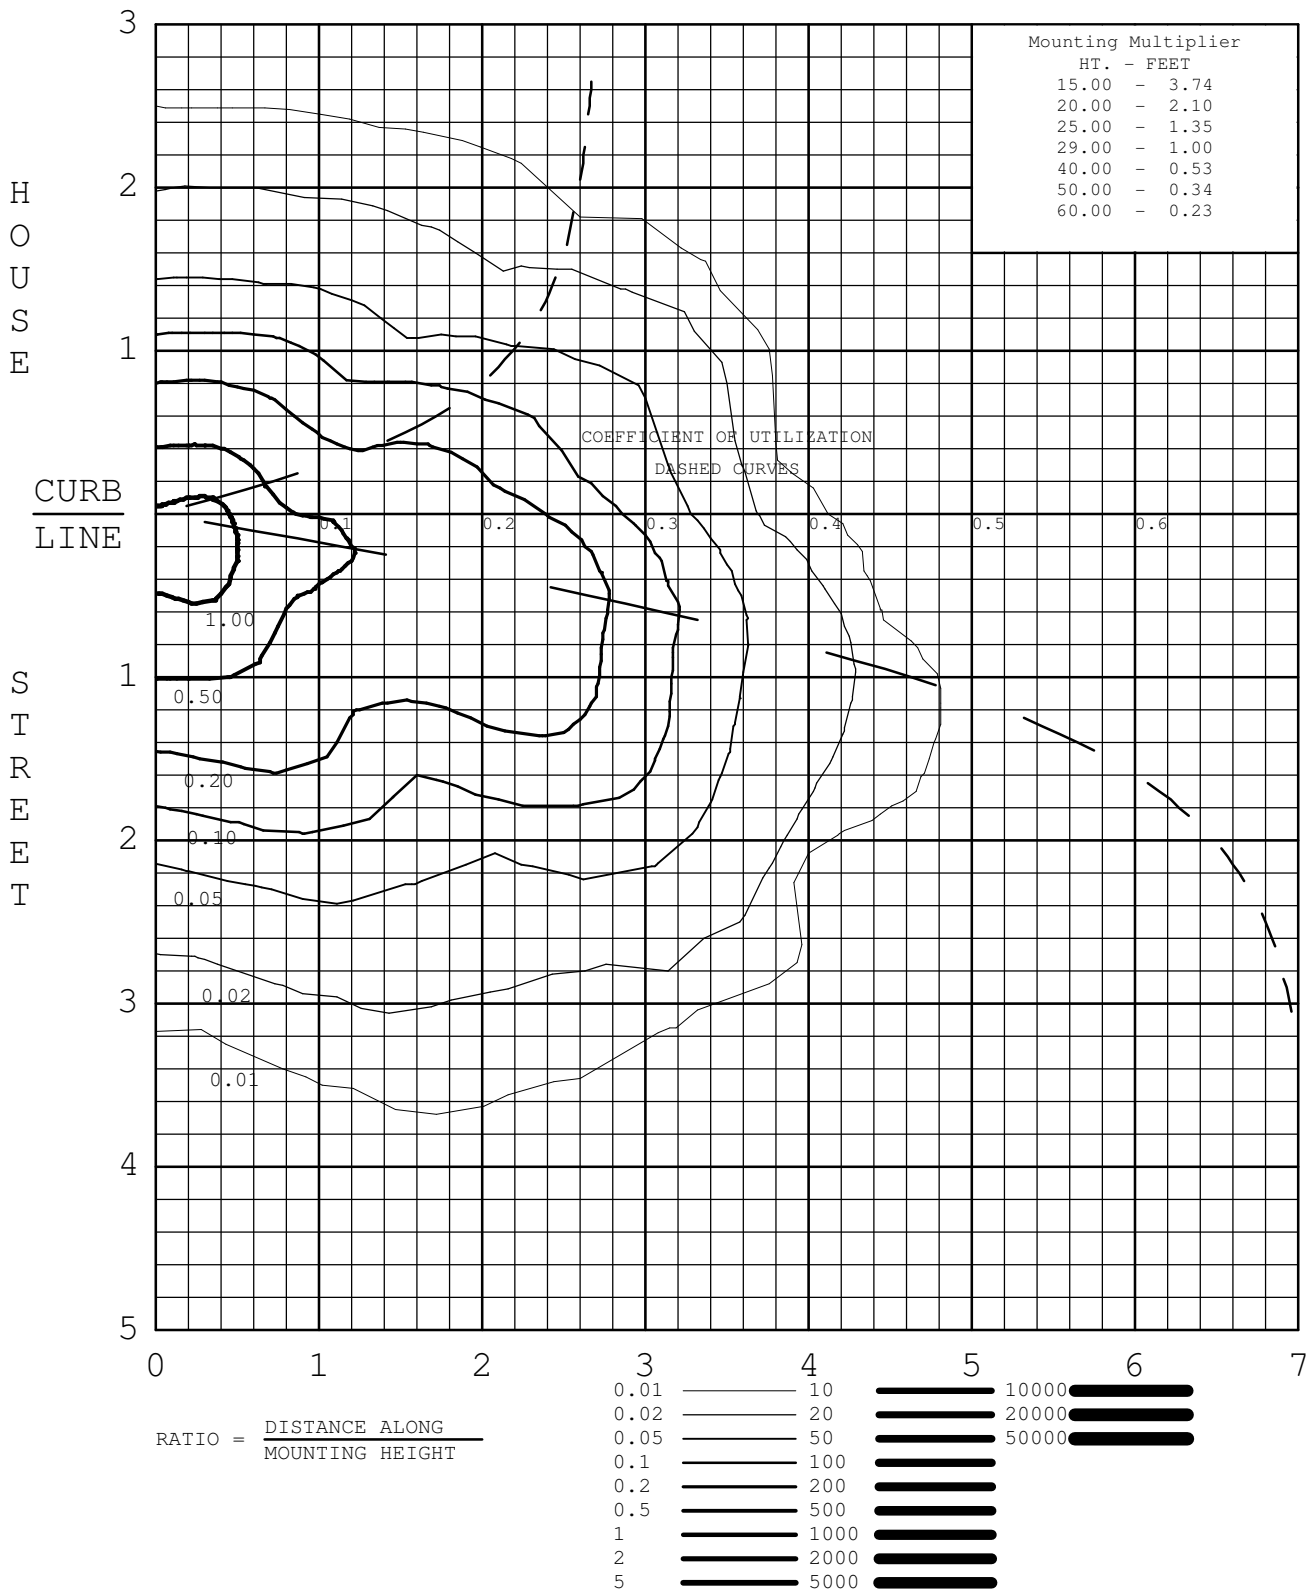 3
Mounting Multiplier
HT. - FEET
15.00 - 3.74
20.00 - 2.10
25.00 - 1.35
29.00 - 1.00
40.00 - 0.53
50.00 - 0.34
60.00 - 0.23
HOUSE
2
1
COEFFICIENT OF UTILIZATION
DASHED CURVES
CURB
LINE
0.1 0.2 0.3 0.4 0.5 0.6
1.00
STREET
1
0.50
0.20
0.10
2
0.05
0.02
3
0.01
4
5
0 1 2 3 4 5 6 7
RATIO = DISTANCE ALONG
MOUNTING HEIGHT
0.01 10 10000
0.02 20 20000
0.05 50 50000
0.1 100
0.2 200
0.5 500
1 1000
2 2000
5 5000